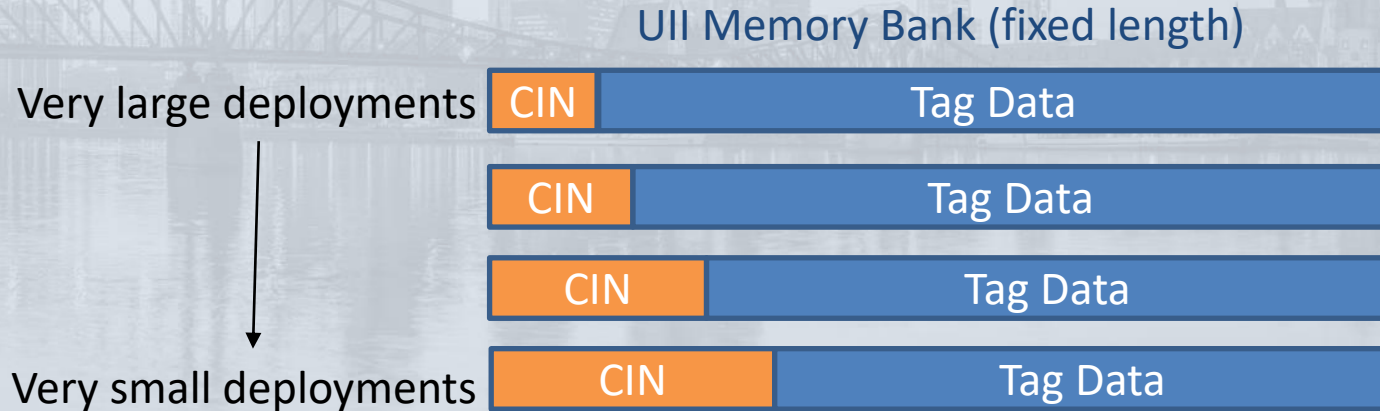 UII Memory Bank (fixed length)
Very large deployments CIN Tag Data
CIN Tag Data
CIN Tag Data
Very small deployments CIN Tag Data